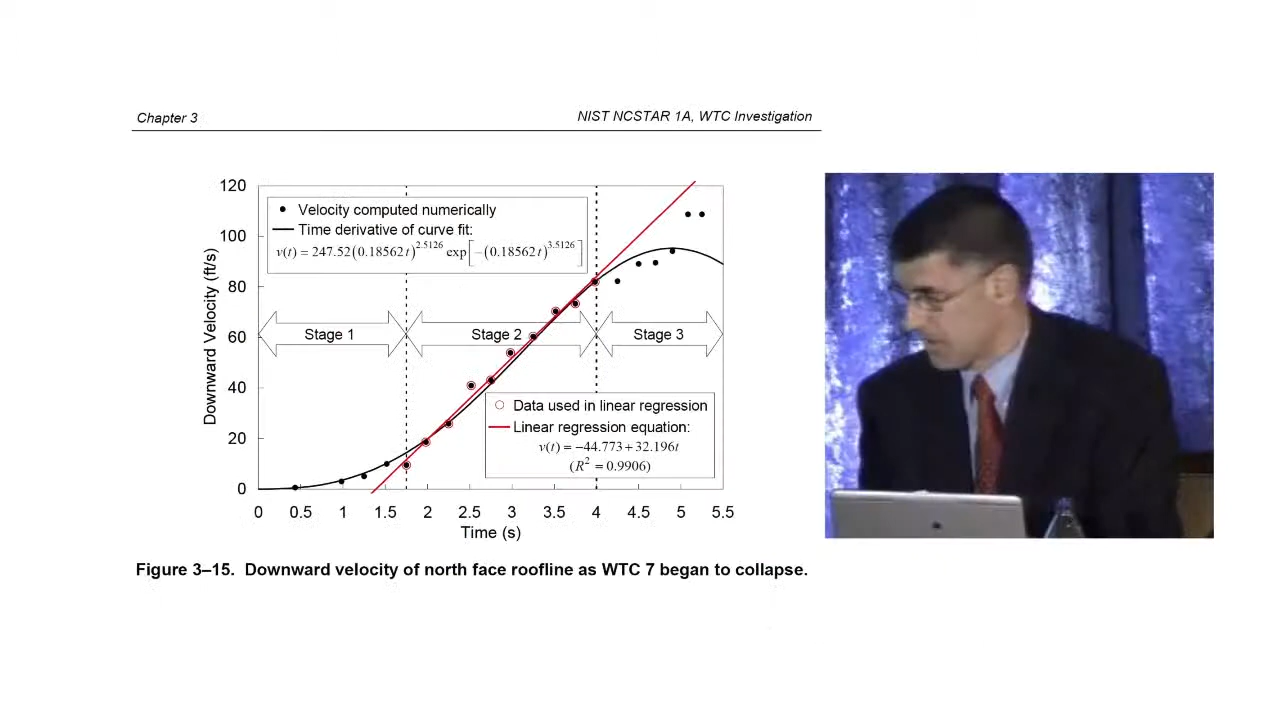 Chapter 3
NIST NCSTAR 1A, WTC Investigation
120
100
80
60
40
20
0
Downward Velocity (ft/s)
Velocity computed numerically
Time derivative of curve fit:
v(t) = 247.52(0.18562t)^2.5126 exp[−(0.18562t)^3.5126]
Stage 1
Stage 2
Stage 3
Data used in linear regression
Linear regression equation:
v(t) = −44.773+32.196t
(R² = 0.9906)
0 0.5 1 1.5 2 2.5 3 3.5 4 4.5 5 5.5
Time (s)
Figure 3–15. Downward velocity of north face roofline as WTC 7 began to collapse.